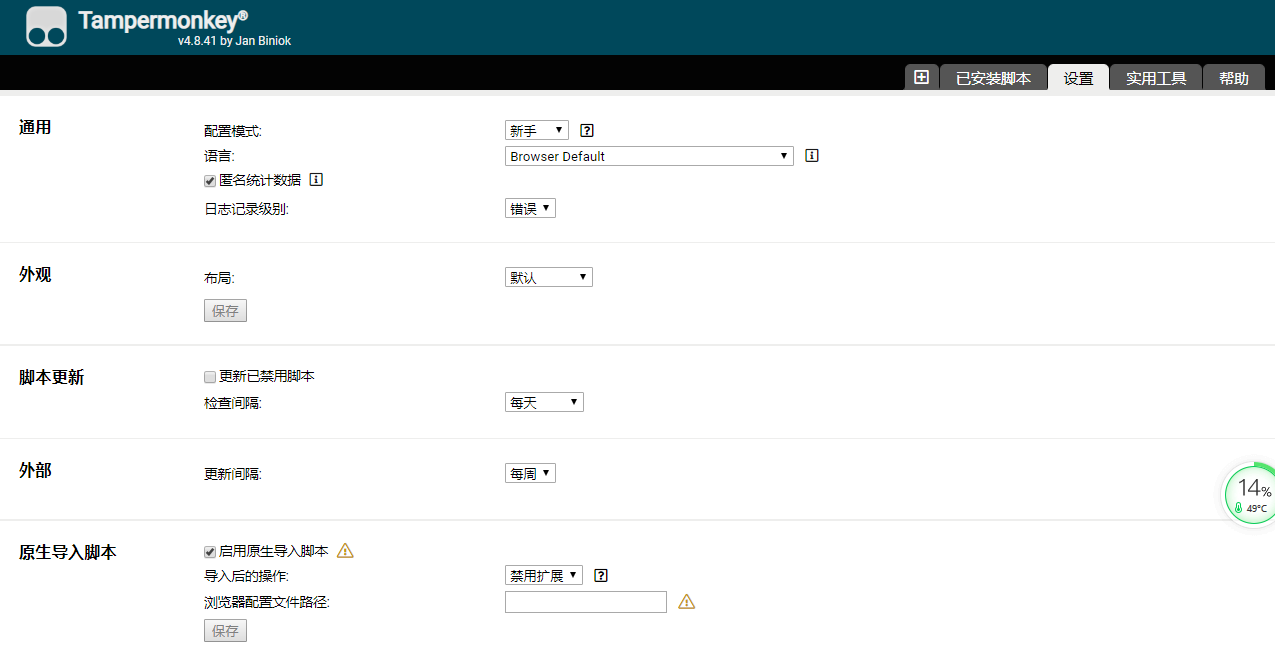 Tampermonkey®
v4.8.41 by Jan Biniok
已安装脚本 设置 实用工具 帮助
通用
配置模式: 新手
语言: Browser Default
匿名统计数据
日志记录级别: 错误
外观
布局: 默认
保存
脚本更新
更新已禁用脚本
检查间隔: 每天
外部
更新间隔: 每周
14%
49°C
原生导入脚本
启用原生导入脚本
导入后的操作: 禁用扩展
浏览器配置文件路径:
保存